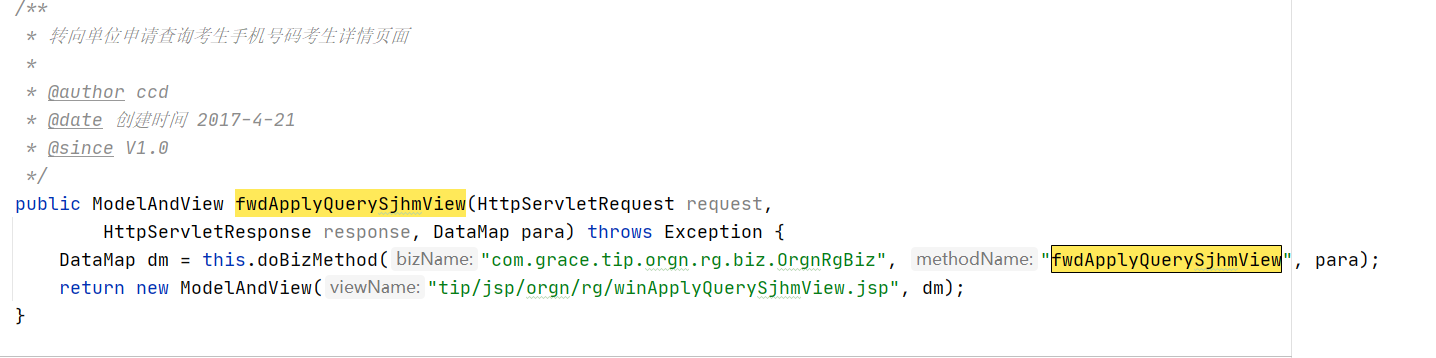 /**
* 转向单位申请查询考生手机号码考生详情页面
*
* @author ccd
* @date 创建时间 2017-4-21
* @since V1.0
*/
public ModelAndView fwdApplyQuerySjhmView(HttpServletRequest request,
HttpServletResponse response, DataMap para) throws Exception {
DataMap dm = this.doBizMethod( bizName: "com.grace.tip.orgn.rg.biz.OrgnRgBiz", methodName: "fwdApplyQuerySjhmView", para);
return new ModelAndView( viewName: "tip/jsp/orgn/rg/winApplyQuerySjhmView.jsp", dm);
}